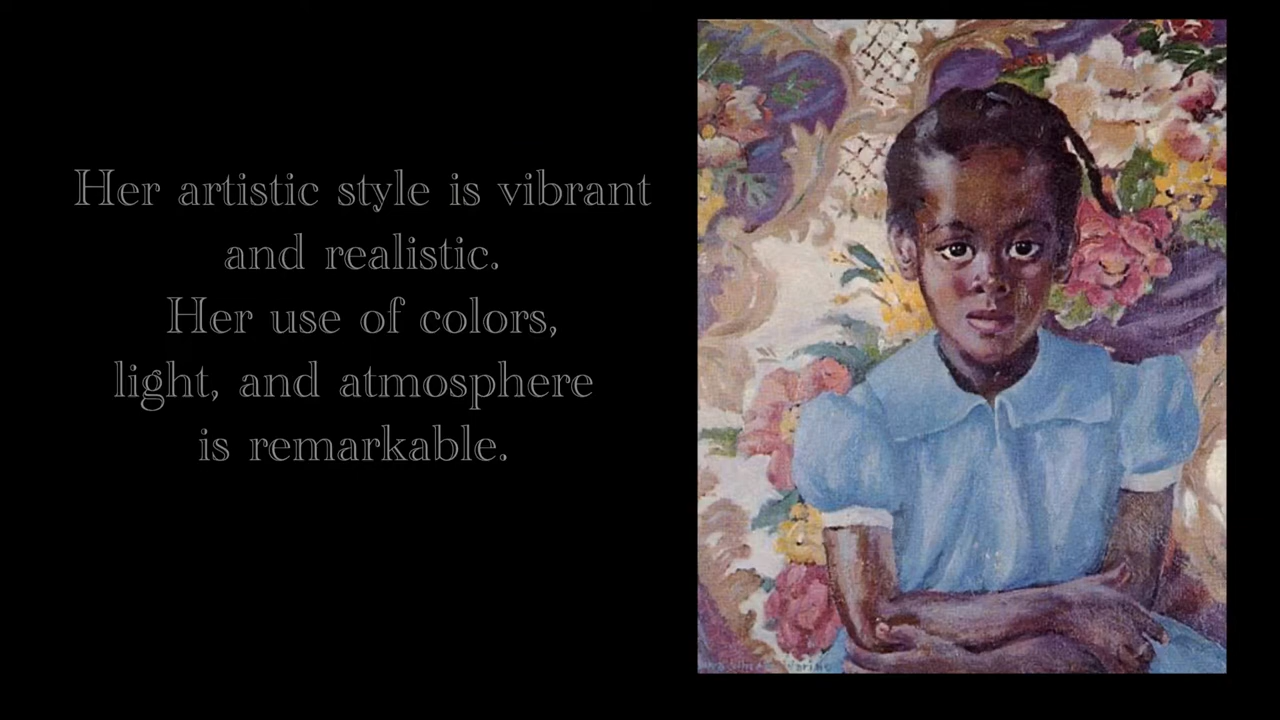 Her artistic style is vibrant
and realistic.
Her use of colors,
light, and atmosphere
is remarkable.